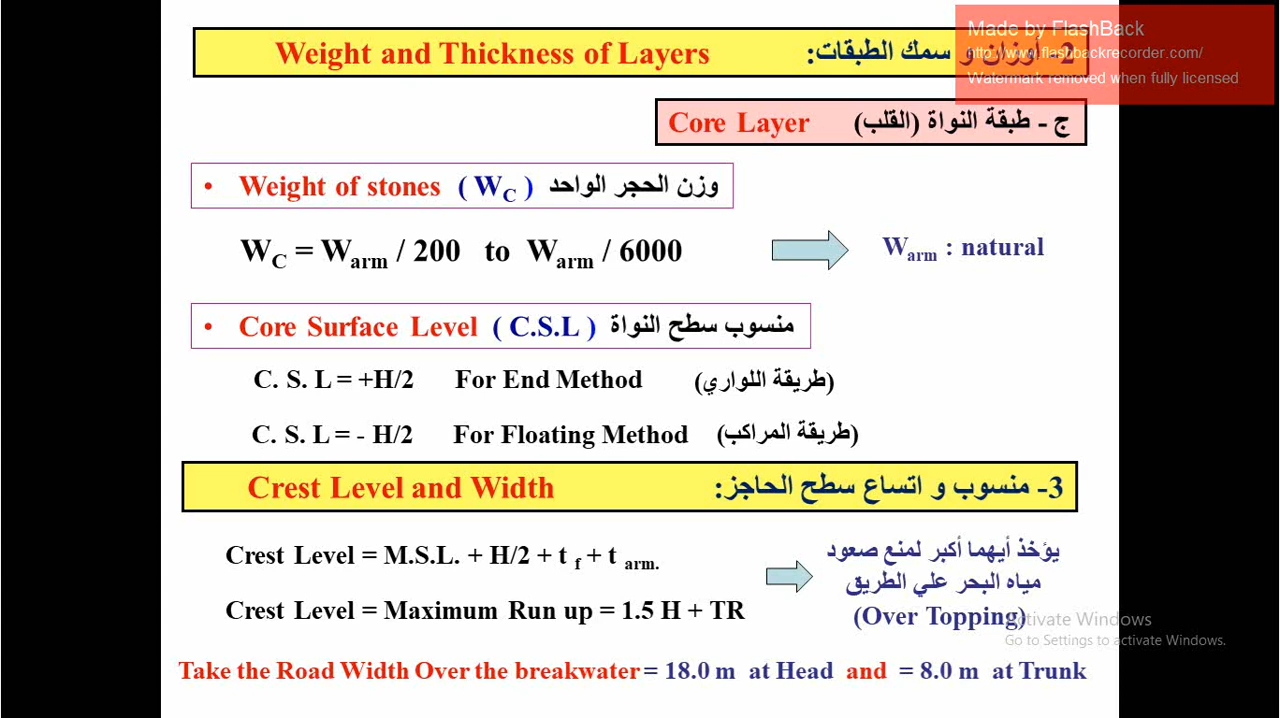 Made by FlashBack
http://www.flashbackrecorder.com/
Watermark removed when fully licensed
Weight and Thickness of Layers 2- أوزان و سمك الطبقات:
Core Layer ج - طبقة النواة (القلب)
• Weight of stones ( WC ) وزن الحجر الواحد
WC = Warm / 200 to Warm / 6000
Warm : natural
• Core Surface Level ( C.S.L ) منسوب سطح النواة
C. S. L = +H/2 For End Method (طريقة اللواري)
C. S. L = - H/2 For Floating Method (طريقة المراكب)
Crest Level and Width 3- منسوب و اتساع سطح الحاجز:
Crest Level = M.S.L. + H/2 + t f + t arm.
Crest Level = Maximum Run up = 1.5 H + TR
يؤخذ أيهما أكبر لمنع صعود
مياه البحر علي الطريق
(Over Topping)
Activate Windows
Go to Settings to activate Windows.
Take the Road Width Over the breakwater = 18.0 m at Head and = 8.0 m at Trunk